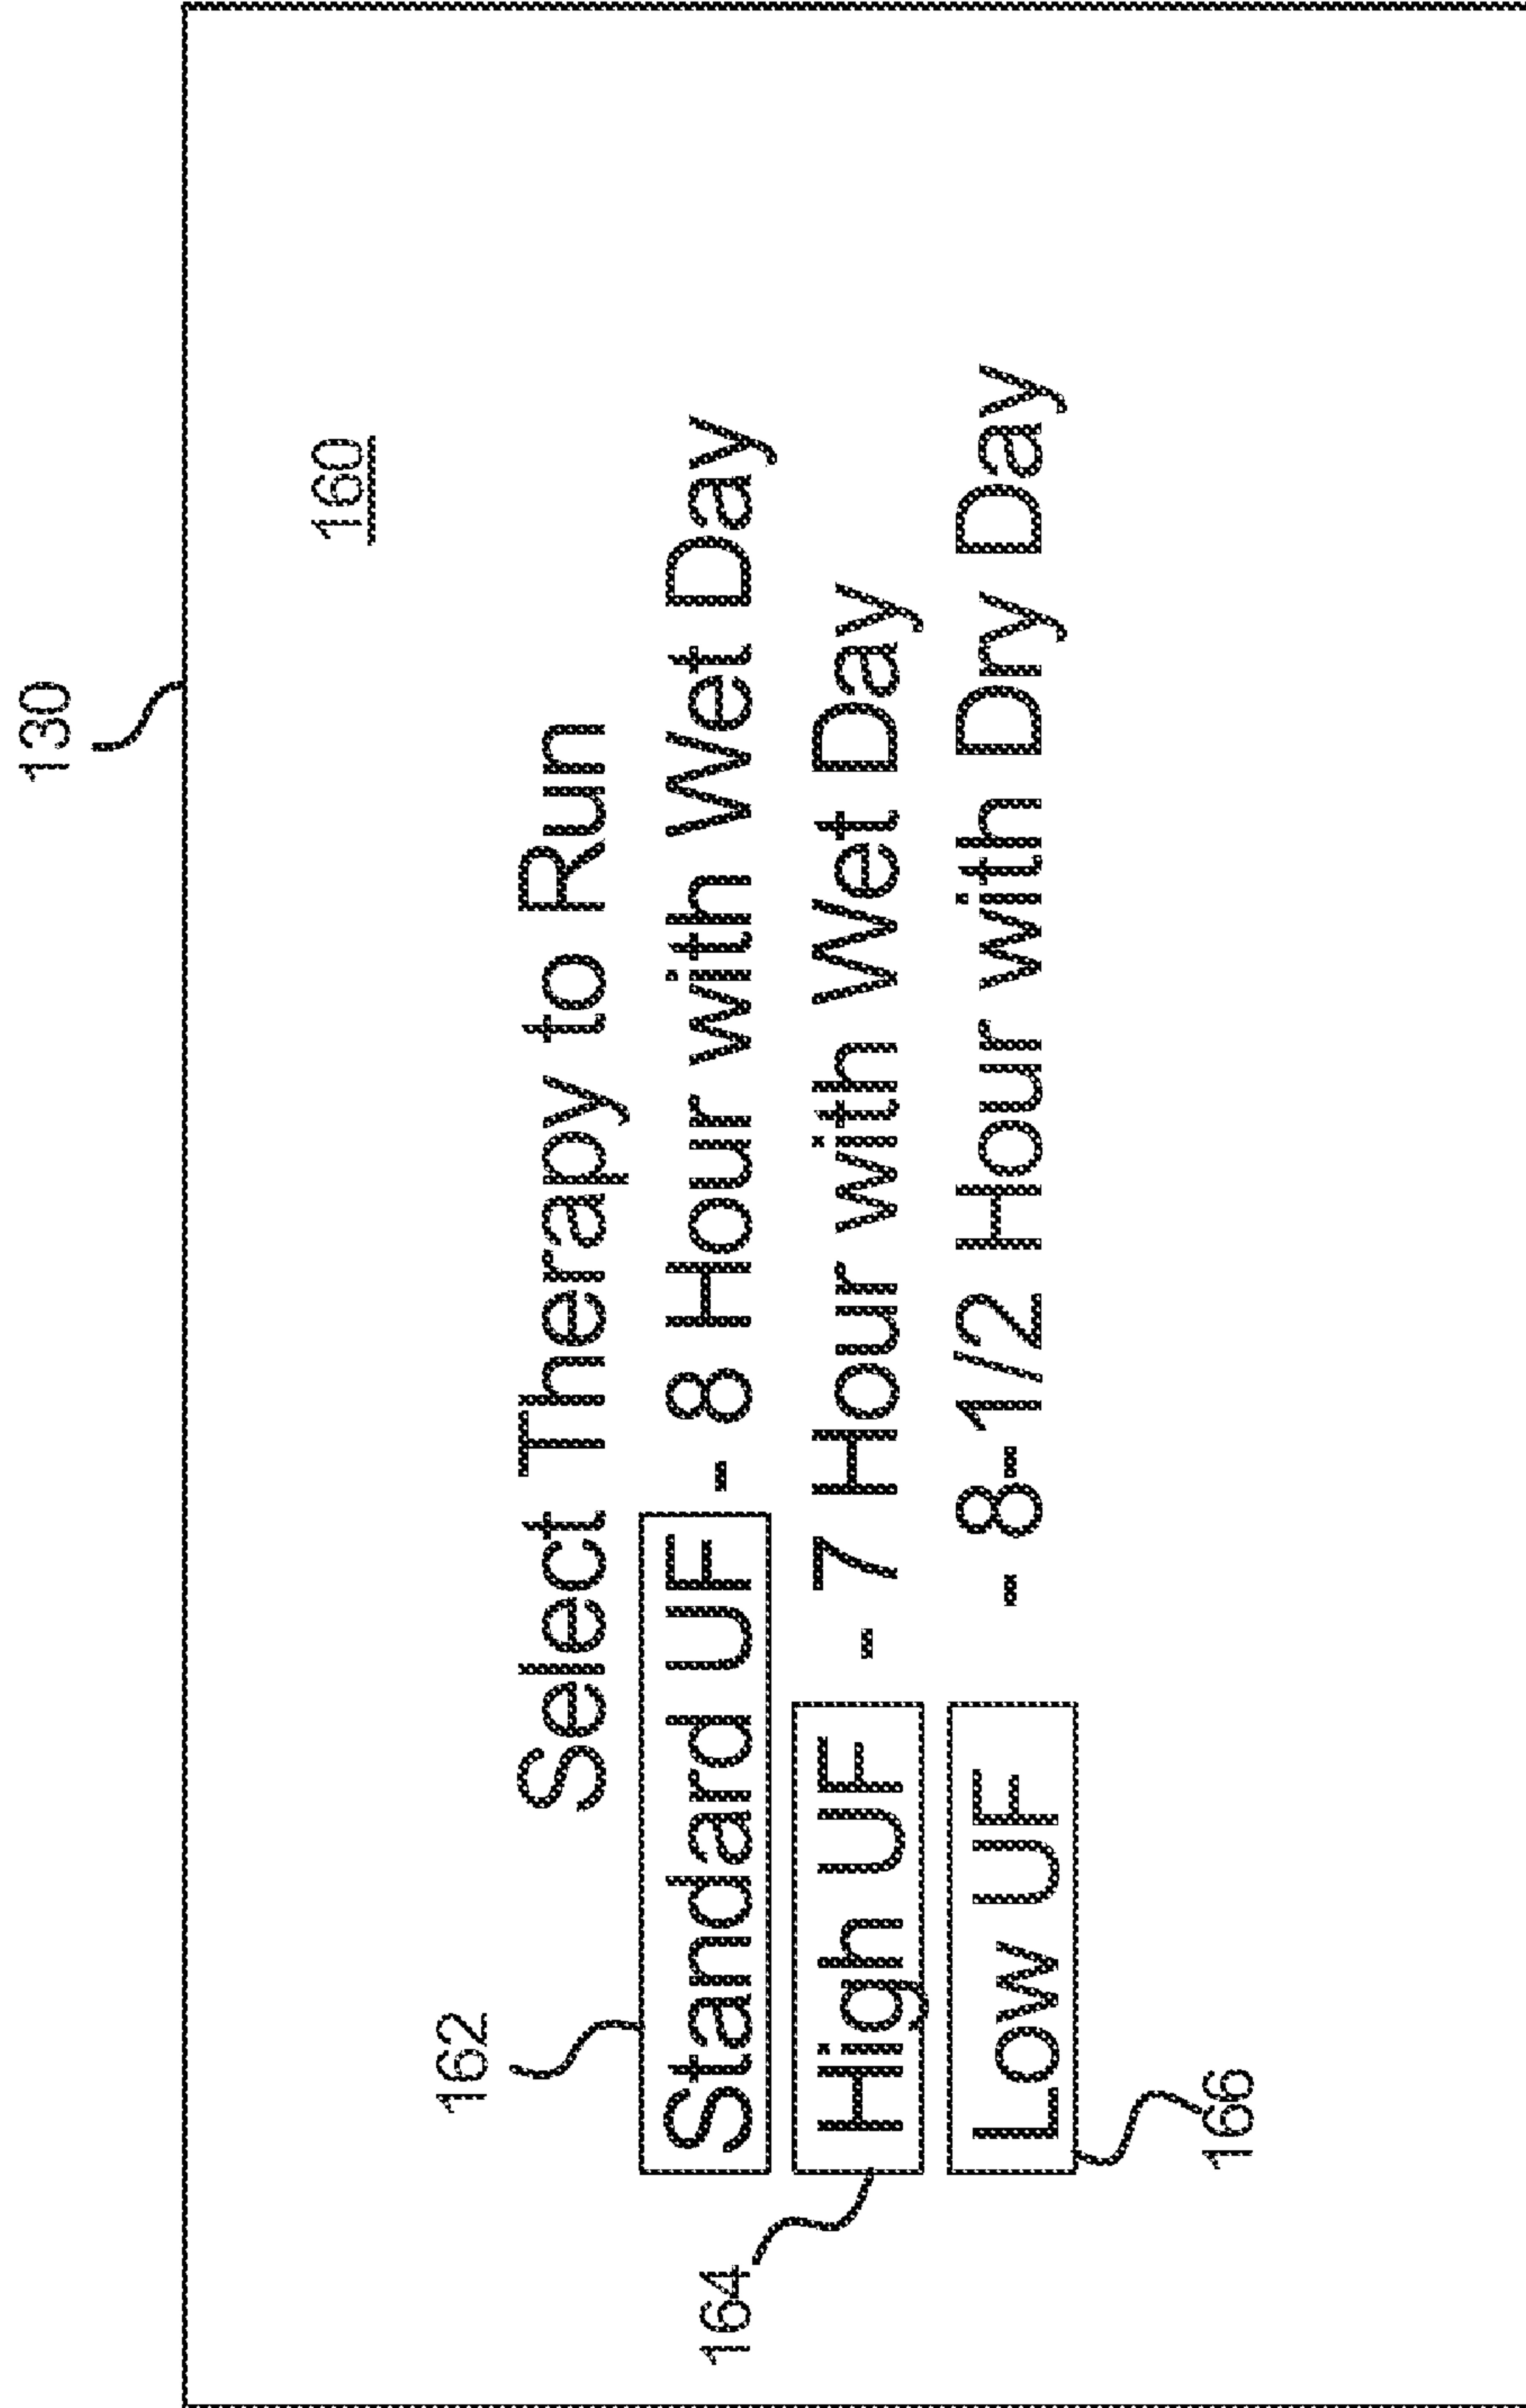 130
160
Select Therapy to Run
162
Standard UF - 8 Hour with Wet Day
164
High UF - 7 Hour with Wet Day
Low UF - 8-1/2 Hour with Dry Day
166